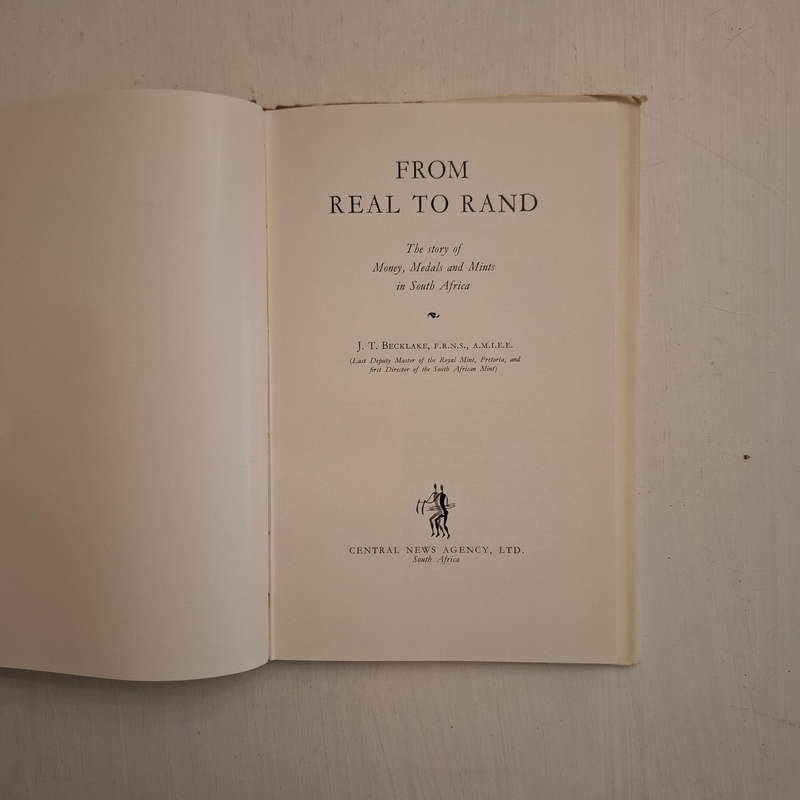 FROM
REAL TO RAND
The story of
Money, Medals and Mints
in South Africa
J. T. BECKLAKE, F.R.N.S., A.M.I.E.E.
(Last Deputy Master of the Royal Mint, Pretoria, and
first Director of the South African Mint)
CENTRAL NEWS AGENCY, LTD.
South Africa